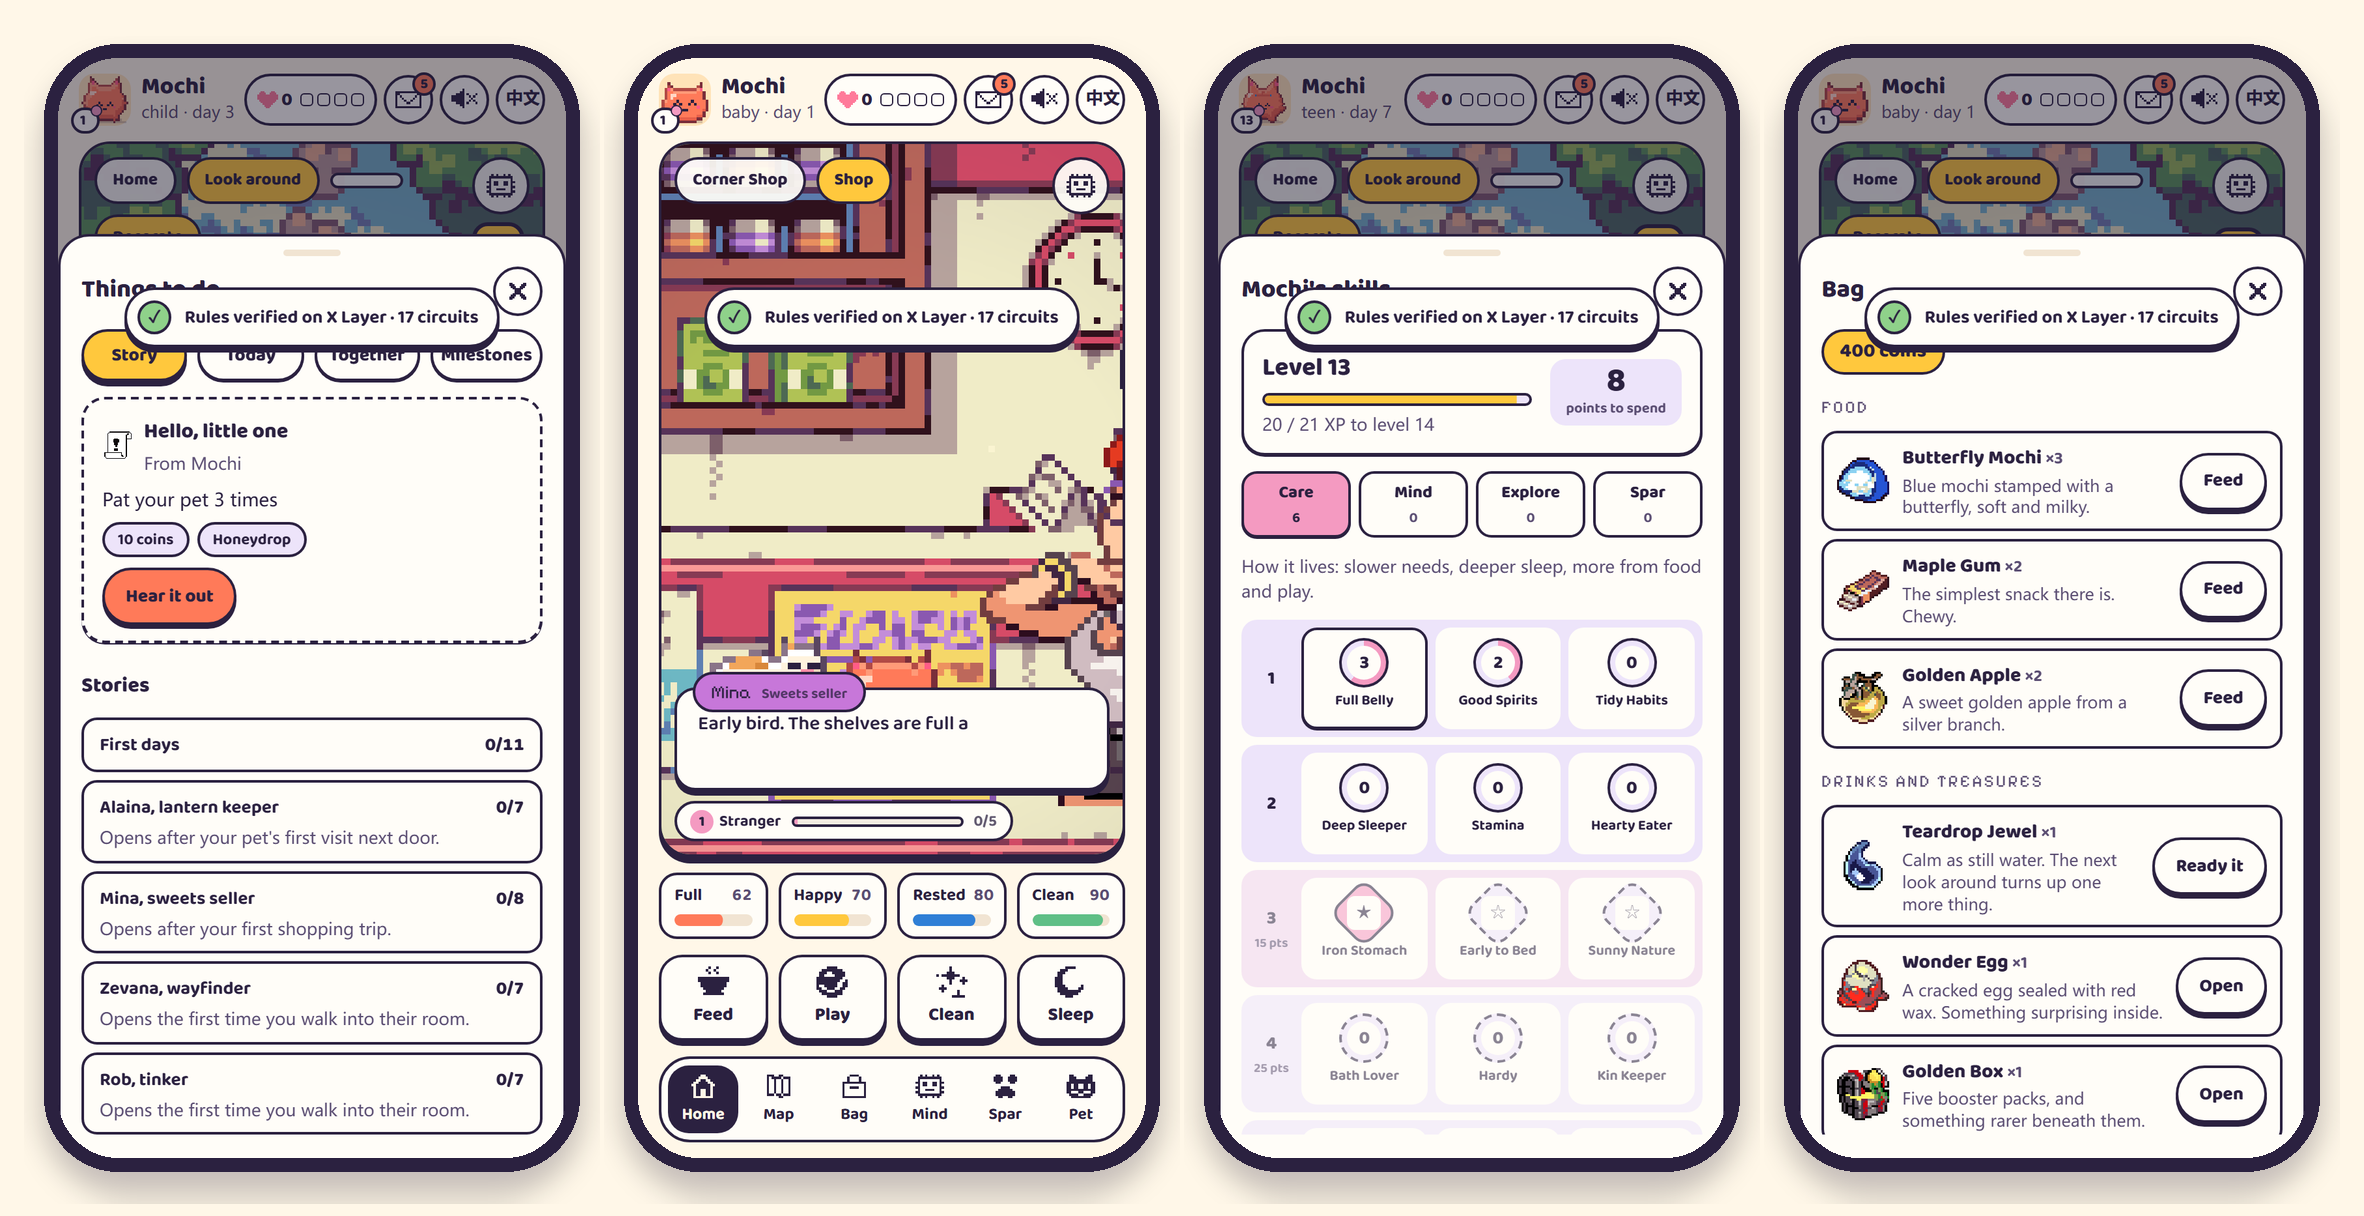 Mochi
child · day 3
1
0
5
中文
Home
Look around
Things to do
Rules verified on X Layer · 17 circuits
Story
Today
Together
Milestones
Hello, little one
From Mochi
Pat your pet 3 times
10 coins
Honeydrop
Hear it out
Stories
First days
0/11
Alaina, lantern keeper
0/7
Opens after your pet's first visit next door.
Mina, sweets seller
0/8
Opens after your first shopping trip.
Zevana, wayfinder
0/7
Opens the first time you walk into their room.
Rob, tinker
0/7
Opens the first time you walk into their room.
Mochi
baby · day 1
1
0
5
中文
Corner Shop
Shop
Rules verified on X Layer · 17 circuits
Mina
Sweets seller
Early bird. The shelves are full a
1
Stranger
0/5
Full 62
Happy 70
Rested 80
Clean 90
Feed
Play
Clean
Sleep
Home
Map
Bag
Mind
Spar
Pet
Mochi
teen · day 7
13
0
5
中文
Home
Look around
Mochi's skills
Rules verified on X Layer · 17 circuits
Level 13
20 / 21 XP to level 14
8
points to spend
Care
6
Mind
0
Explore
0
Spar
0
How it lives: slower needs, deeper sleep, more from food
and play.
1
3
Full Belly
2
Good Spirits
0
Tidy Habits
2
0
Deep Sleeper
0
Stamina
0
Hearty Eater
3
15 pts
Iron Stomach
Early to Bed
Sunny Nature
4
25 pts
0
Bath Lover
0
Hardy
0
Kin Keeper
Mochi
baby · day 1
1
0
5
中文
Home
Look around
Bag
Rules verified on X Layer · 17 circuits
400 coins
FOOD
Butterfly Mochi ×3
Blue mochi stamped with a
butterfly, soft and milky.
Feed
Maple Gum ×2
The simplest snack there is.
Chewy.
Feed
Golden Apple ×2
A sweet golden apple from a
silver branch.
Feed
DRINKS AND TREASURES
Teardrop Jewel ×1
Calm as still water. The next
look around turns up one
more thing.
Ready it
Wonder Egg ×1
A cracked egg sealed with red
wax. Something surprising inside.
Open
Golden Box ×1
Five booster packs, and
something rarer beneath them.
Open